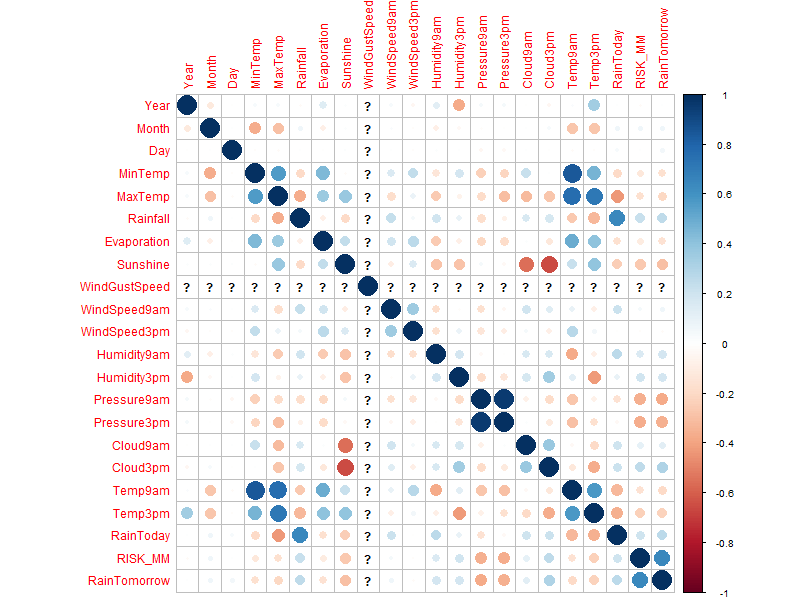 Year
Month
Day
MinTemp
MaxTemp
Rainfall
Evaporation
Sunshine
WindGustSpeed
WindSpeed9am
WindSpeed3pm
Humidity9am
Humidity3pm
Pressure9am
Pressure3pm
Cloud9am
Cloud3pm
Temp9am
Temp3pm
RainToday
RISK_MM
RainTomorrow
1
Year ?
Month ?
0.8
Day ?
MinTemp ?
0.6
MaxTemp ?
Rainfall ?
0.4
Evaporation ?
Sunshine ?
0.2
WindGustSpeed ? ? ? ? ? ? ? ? ? ? ? ? ? ? ? ? ? ? ? ? ?
WindSpeed9am ?
WindSpeed3pm ?
0
Humidity9am ?
Humidity3pm ?
-0.2
Pressure9am ?
Pressure3pm ?
-0.4
Cloud9am ?
Cloud3pm ?
-0.6
Temp9am ?
Temp3pm ?
RainToday ?
-0.8
RISK_MM ?
RainTomorrow ?
-1